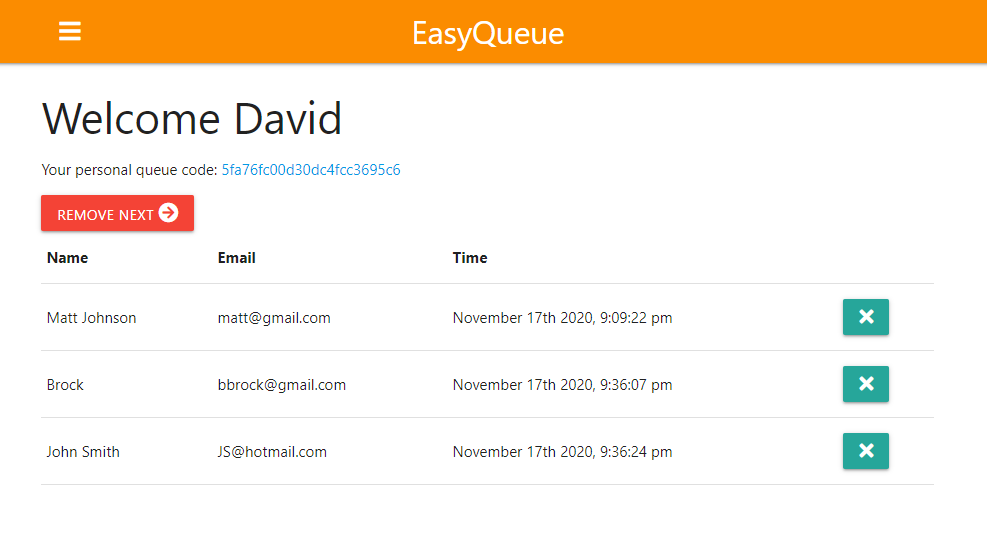 EasyQueue
Welcome David
Your personal queue code: 5fa76fc00d30dc4fcc3695c6
REMOVE NEXT
Name Email Time
Matt Johnson matt@gmail.com November 17th 2020, 9:09:22 pm
Brock bbrock@gmail.com November 17th 2020, 9:36:07 pm
John Smith JS@hotmail.com November 17th 2020, 9:36:24 pm